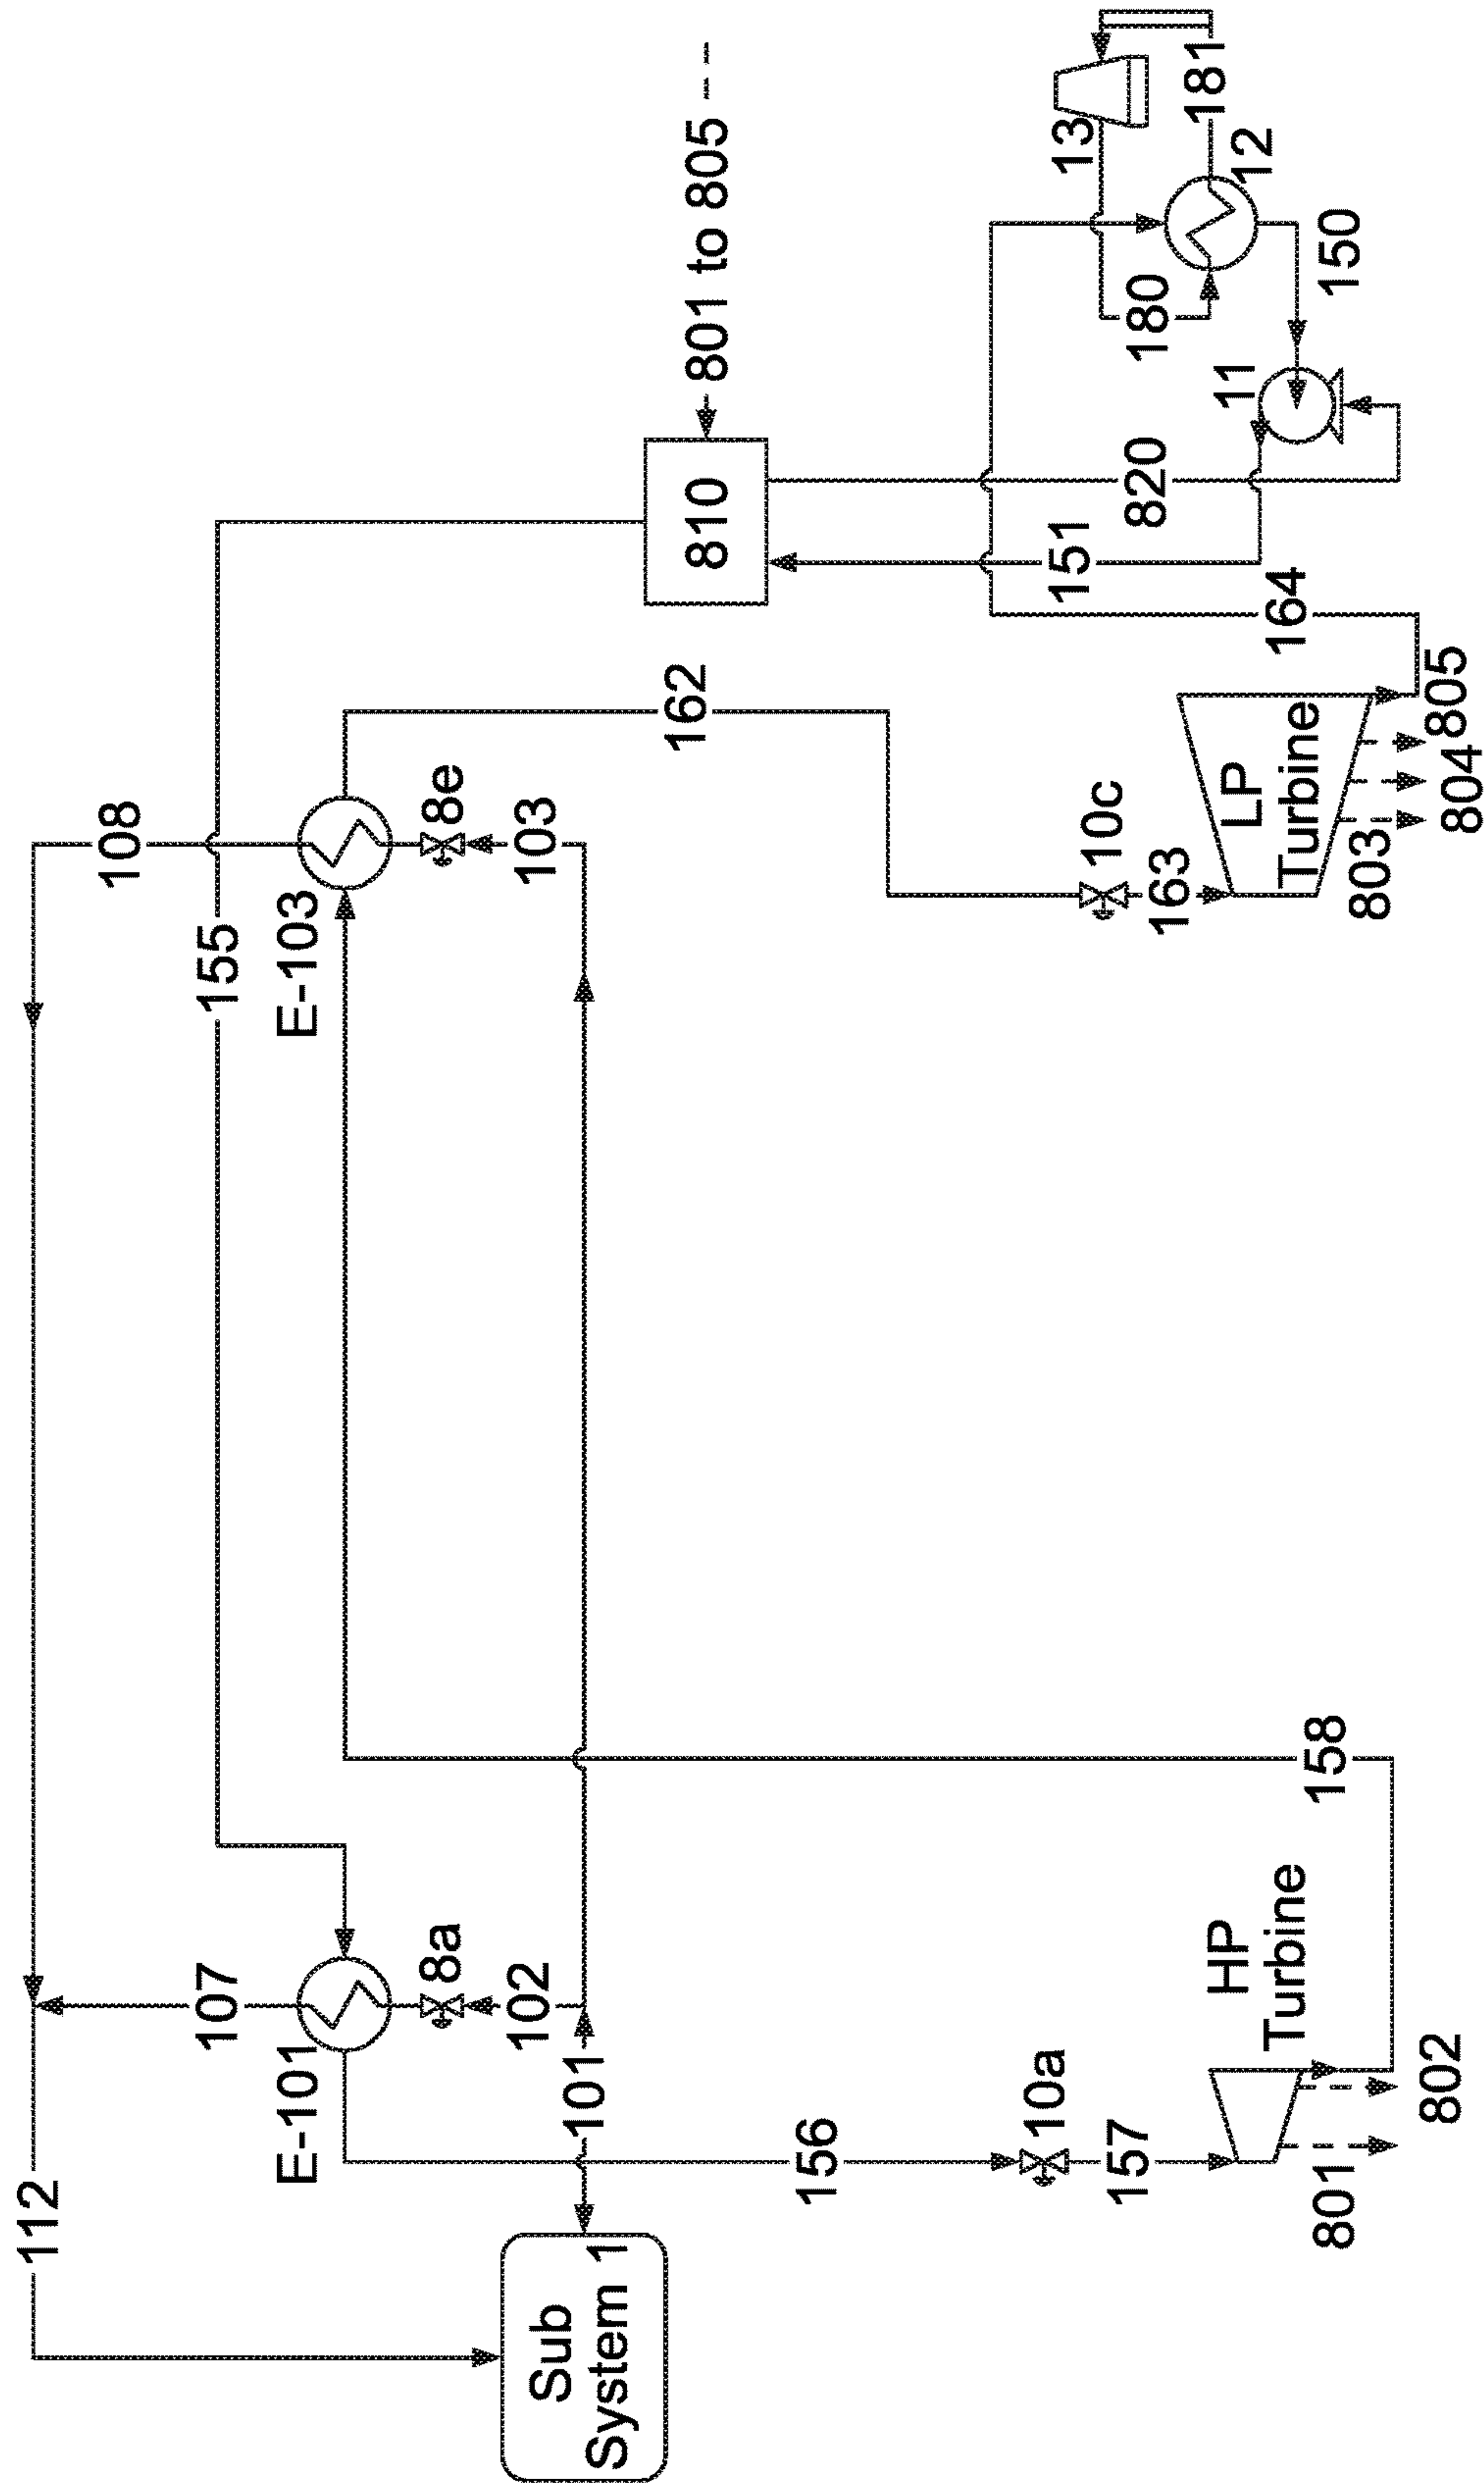 112
108
107
155
E-101
E-103
8a
8e
102
103
101
Sub
System 1
162
810
801 to 805
156
10a
157
HP
Turbine
801
802
158
10c
163
LP
Turbine
803
804
805
164
151
820
11
150
180
12
13
181